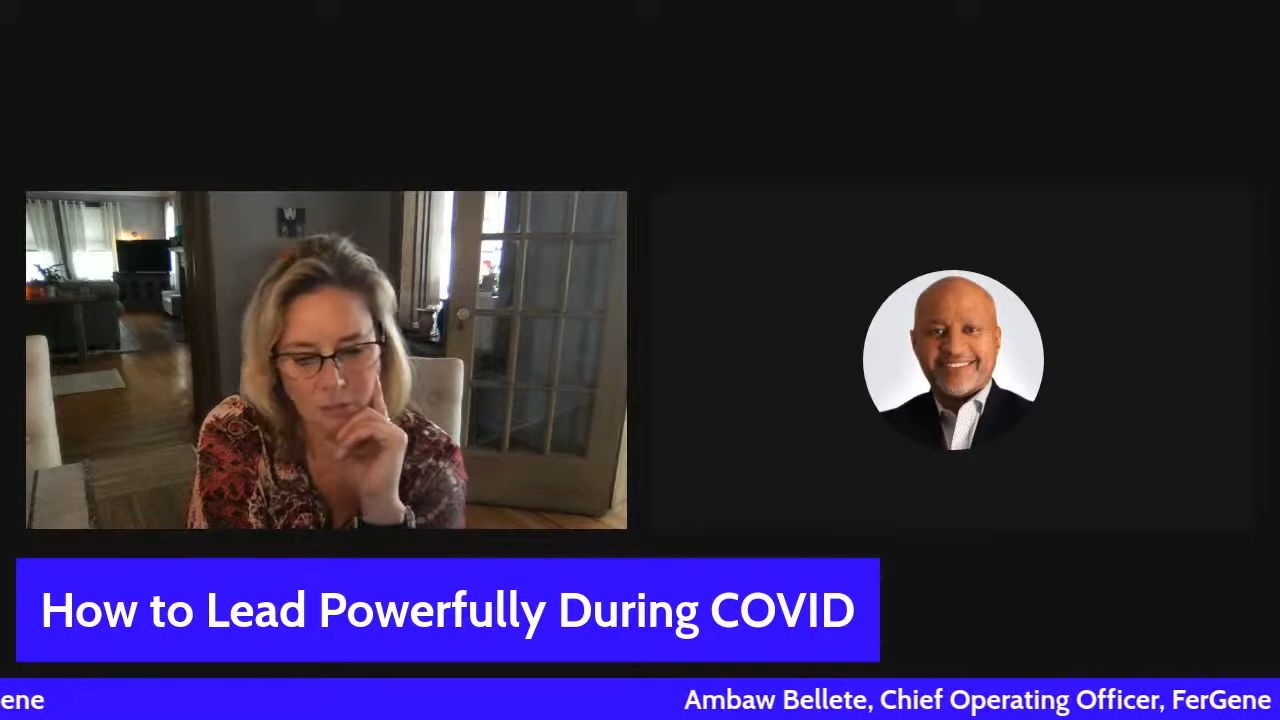 How to Lead Powerfully During COVID
ene Ambaw Bellete, Chief Operating Officer, FerGene